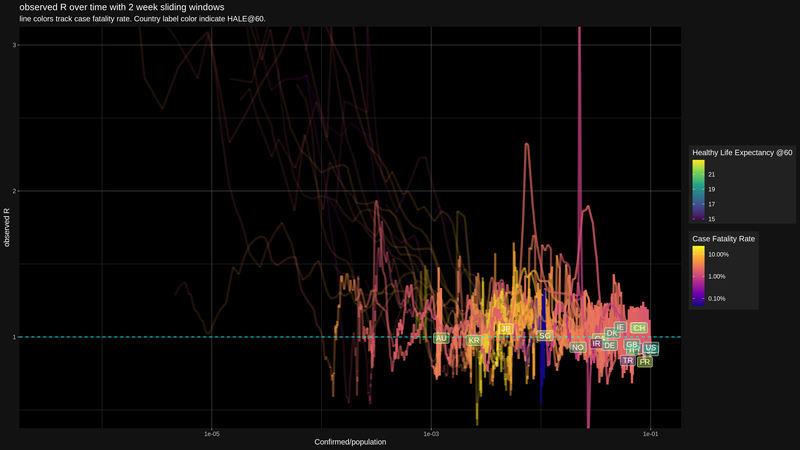 observed R over time with 2 week sliding windows
line colors track case fatality rate. Country label color indicate HALE@60.
3
2
1
observed R
1e-05
1e-03
1e-01
Confirmed/population
AU
KR
JP
SG
NO
IR
DK
IE
DE
CH
GB
US
TR
FR
Healthy Life Expectancy @60
21
19
17
15
Case Fatality Rate
10.00%
1.00%
0.10%